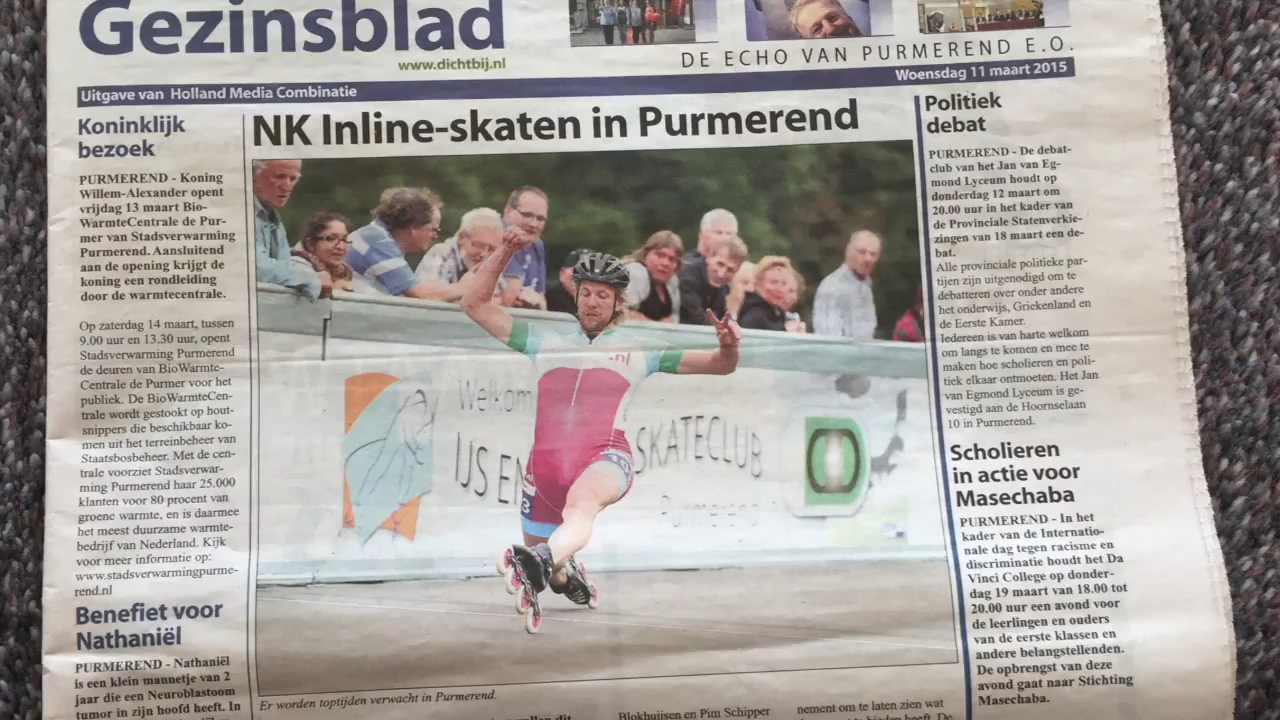 Gezinsblad
www.dichtbij.nl
DE ECHO VAN PURMEREND E.O.
Uitgave van Holland Media Combinatie
Woensdag 11 maart 2015
Koninklijk
bezoek
PURMEREND - Koning
Willem-Alexander opent
vrijdag 13 maart Bio-
WarmteCentrale de Pur-
mer van Stadsverwarming
Purmerend. Aansluitend
aan de opening krijgt de
koning een rondleiding
door de warmtecentrale.
Op zaterdag 14 maart, tussen
9.00 uur en 13.30 uur, opent
Stadsverwarming Purmerend
de deuren van BioWarmte-
Centrale de Purmer voor het
publiek. De BioWarmteCen-
trale wordt gestookt op hout-
snippers die beschikbaar ko-
men uit het terreinbeheer van
Staatsbosbeheer. Met de cen-
trale voorziet Stadsverwar-
ming Purmerend haar 25.000
klanten voor 80 procent van
groene warmte, en is daarmee
het meest duurzame warmte-
bedrijf van Nederland. Kijk
voor meer informatie op:
www.stadsverwarmingpurme-
rend.nl
Benefiet voor
Nathaniël
PURMEREND - Nathaniël
is een klein mannetje van 2
jaar die een Neuroblastoom
tumor in zijn hoofd heeft. In
NK Inline-skaten in Purmerend
.nl
Welkom
IJS EN SKATECLUB
Purmerend
3
Er worden toptijden verwacht in Purmerend.
Blokhuijsen en Pim Schipper
nement om te laten zien wat
Politiek
debat
PURMEREND - De debat-
club van het Jan van Eg-
mond Lyceum houdt op
donderdag 12 maart om
20.00 uur in het kader van
de Provinciale Statenverkie-
zingen van 18 maart een de-
bat.
Alle provinciale politieke par-
tijen zijn uitgenodigd om te
debatteren over onder andere
het onderwijs, Griekenland en
de Eerste Kamer.
Iedereen is van harte welkom
om langs te komen en mee te
maken hoe scholieren en poli-
tiek elkaar ontmoeten. Het Jan
van Egmond Lyceum is ge-
vestigd aan de Hoornselaan
10 in Purmerend.
Scholieren
in actie voor
Masechaba
PURMEREND - In het
kader van de Internatio-
nale dag tegen racisme en
discriminatie houdt het Da
Vinci College op donder-
dag 19 maart van 18.00 tot
20.00 uur een avond voor
de leerlingen en ouders
van de eerste klassen en
andere belangstellenden.
De opbrengst van deze
avond gaat naar Stichting
Masechaba.